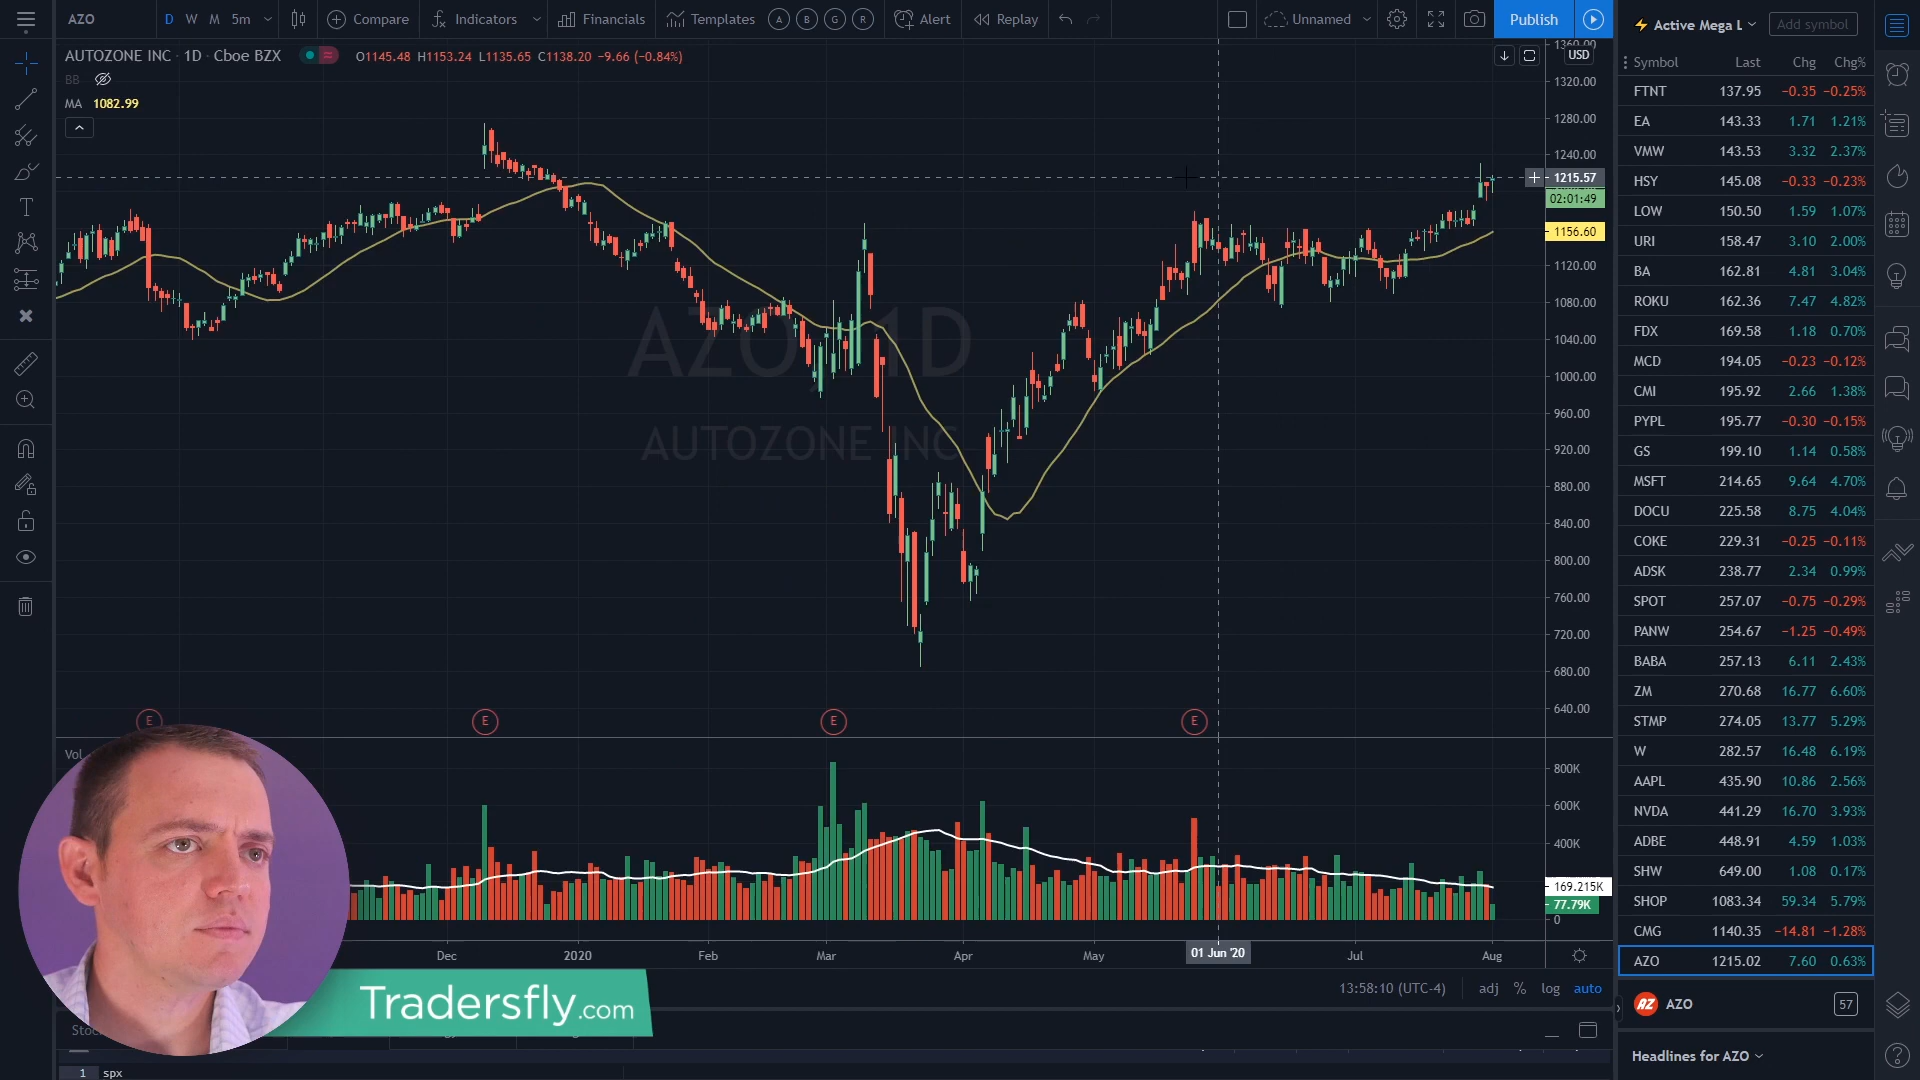 AZO D W M 5m Compare Indicators Financials Templates A B G R Alert Replay Unnamed Publish
AUTOZONE INC · 1D · Cboe BZX O1145.48 H1153.24 L1135.65 C1138.20 −9.66 (−0.84%)
BB
MA 1082.99
AZO, 1D
AUTOZONE INC
USD
1360.00
1320.00
1280.00
1240.00
1215.57
02:01:49
1156.60
1120.00
1080.00
1040.00
1000.00
960.00
920.00
880.00
840.00
800.00
760.00
720.00
680.00
640.00
E E E E
Vol
800K
600K
400K
169.215K
77.79K
0
Dec 2020 Feb Mar Apr May 01 Jun '20 Jul Aug
13:58:10 (UTC-4) adj % log auto
Tradersfly.com
1 spx
Active Mega L Add symbol
Symbol Last Chg Chg%
FTNT 137.95 −0.35 −0.25%
EA 143.33 1.71 1.21%
VMW 143.53 3.32 2.37%
HSY 145.08 −0.33 −0.23%
LOW 150.50 1.59 1.07%
URI 158.47 3.10 2.00%
BA 162.81 4.81 3.04%
ROKU 162.36 7.47 4.82%
FDX 169.58 1.18 0.70%
MCD 194.05 −0.23 −0.12%
CMI 195.92 2.66 1.38%
PYPL 195.77 −0.30 −0.15%
GS 199.10 1.14 0.58%
MSFT 214.65 9.64 4.70%
DOCU 225.58 8.75 4.04%
COKE 229.31 −0.25 −0.11%
ADSK 238.77 2.34 0.99%
SPOT 257.07 −0.75 −0.29%
PANW 254.67 −1.25 −0.49%
BABA 257.13 6.11 2.43%
ZM 270.68 16.77 6.60%
STMP 274.05 13.77 5.29%
W 282.57 16.48 6.19%
AAPL 435.90 10.86 2.56%
NVDA 441.29 16.70 3.93%
ADBE 448.91 4.59 1.03%
SHW 649.00 1.08 0.17%
SHOP 1083.34 59.34 5.79%
CMG 1140.35 −14.81 −1.28%
AZO 1215.02 7.60 0.63%
AZ AZO 57
Headlines for AZO